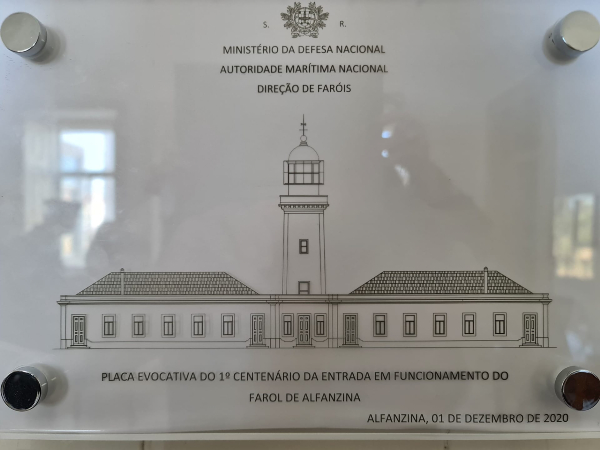 S. R.
MINISTÉRIO DA DEFESA NACIONAL
AUTORIDADE MARÍTIMA NACIONAL
DIREÇÃO DE FARÓIS
PLACA EVOCATIVA DO 1º CENTENÁRIO DA ENTRADA EM FUNCIONAMENTO DO
FAROL DE ALFANZINA
ALFANZINA, 01 DE DEZEMBRO DE 2020